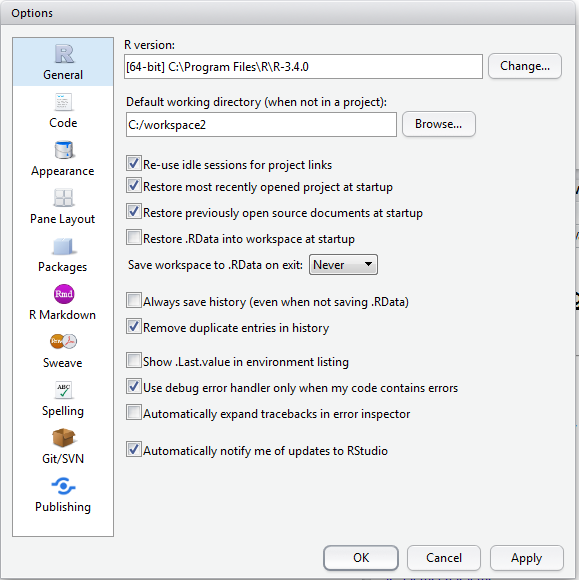 Options
R version:
[64-bit] C:\Program Files\R\R-3.4.0
Change...
Default working directory (when not in a project):
C:/workspace2
Browse...
Re-use idle sessions for project links
Restore most recently opened project at startup
Restore previously open source documents at startup
Restore .RData into workspace at startup
Save workspace to .RData on exit: Never
Always save history (even when not saving .RData)
Remove duplicate entries in history
Show .Last.value in environment listing
Use debug error handler only when my code contains errors
Automatically expand tracebacks in error inspector
Automatically notify me of updates to RStudio
R
General
Code
Appearance
Pane Layout
Packages
Rmd
R Markdown
Sweave
ABC
Spelling
Git/SVN
Publishing
OK
Cancel
Apply